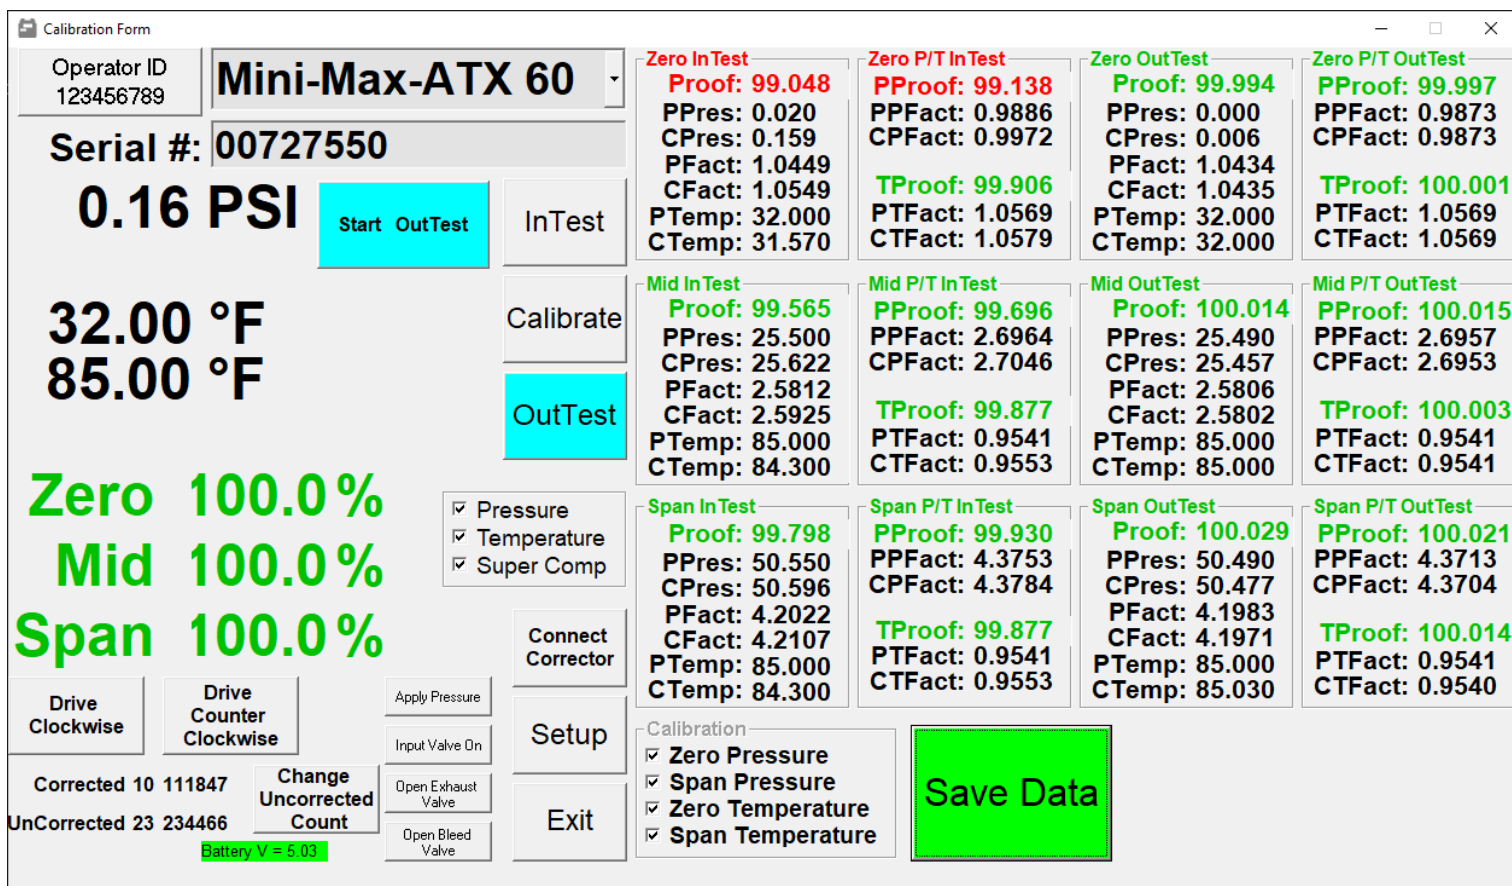 Calibration Form
Operator ID
123456789
Mini-Max-ATX 60
Serial #: 00727550
0.16 PSI
Start OutTest
InTest
32.00 °F
85.00 °F
Calibrate
OutTest
Zero 100.0 %
Mid 100.0 %
Span 100.0 %
Pressure
Temperature
Super Comp
Connect
Corrector
Drive
Clockwise
Drive
Counter
Clockwise
Apply Pressure
Input Valve On
Open Exhaust
Valve
Open Bleed
Valve
Setup
Exit
Corrected 10 111847
UnCorrected 23 234466
Change
Uncorrected
Count
Battery V = 5.03
Zero InTest
Proof: 99.048
PPres: 0.020
CPres: 0.159
PFact: 1.0449
CFact: 1.0549
PTemp: 32.000
CTemp: 31.570
Zero P/T InTest
PProof: 99.138
PPFact: 0.9886
CPFact: 0.9972
TProof: 99.906
PTFact: 1.0569
CTFact: 1.0579
Zero OutTest
Proof: 99.994
PPres: 0.000
CPres: 0.006
PFact: 1.0434
CFact: 1.0435
PTemp: 32.000
CTemp: 32.000
Zero P/T OutTest
PProof: 99.997
PPFact: 0.9873
CPFact: 0.9873
TProof: 100.001
PTFact: 1.0569
CTFact: 1.0569
Mid InTest
Proof: 99.565
PPres: 25.500
CPres: 25.622
PFact: 2.5812
CFact: 2.5925
PTemp: 85.000
CTemp: 84.300
Mid P/T InTest
PProof: 99.696
PPFact: 2.6964
CPFact: 2.7046
TProof: 99.877
PTFact: 0.9541
CTFact: 0.9553
Mid OutTest
Proof: 100.014
PPres: 25.490
CPres: 25.457
PFact: 2.5806
CFact: 2.5802
PTemp: 85.000
CTemp: 85.000
Mid P/T OutTest
PProof: 100.015
PPFact: 2.6957
CPFact: 2.6953
TProof: 100.003
PTFact: 0.9541
CTFact: 0.9541
Span InTest
Proof: 99.798
PPres: 50.550
CPres: 50.596
PFact: 4.2022
CFact: 4.2107
PTemp: 85.000
CTemp: 84.300
Span P/T InTest
PProof: 99.930
PPFact: 4.3753
CPFact: 4.3784
TProof: 99.877
PTFact: 0.9541
CTFact: 0.9553
Span OutTest
Proof: 100.029
PPres: 50.490
CPres: 50.477
PFact: 4.1983
CFact: 4.1971
PTemp: 85.000
CTemp: 85.030
Span P/T OutTest
PProof: 100.021
PPFact: 4.3713
CPFact: 4.3704
TProof: 100.014
PTFact: 0.9541
CTFact: 0.9540
Calibration
Zero Pressure
Span Pressure
Zero Temperature
Span Temperature
Save Data